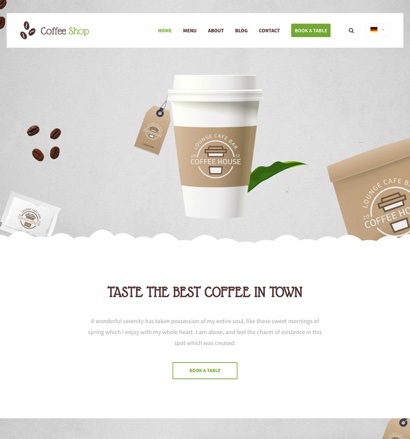 Coffee Shop
HOME MENU ABOUT BLOG CONTACT BOOK A TABLE
LOUNGE CAFE BAR
COFFEE HOUSE
LOUNGE CAFE BAR
COFFEE HO
TASTE THE BEST COFFEE IN TOWN
A wonderful serenity has taken possession of my entire soul, like these sweet mornings of
spring which I enjoy with my whole heart. I am alone, and feel the charm of existence in this
spot which was created.
BOOK A TABLE